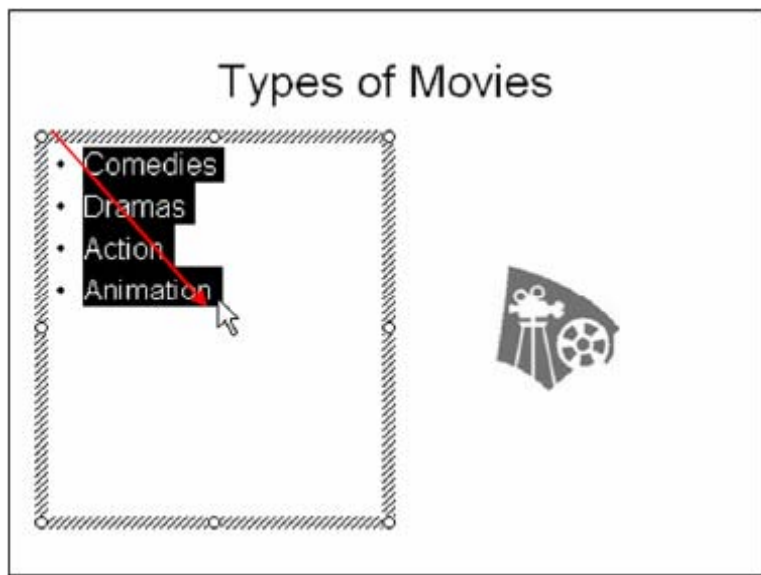 Types of Movies
• Comedies
• Dramas
• Action
• Animation